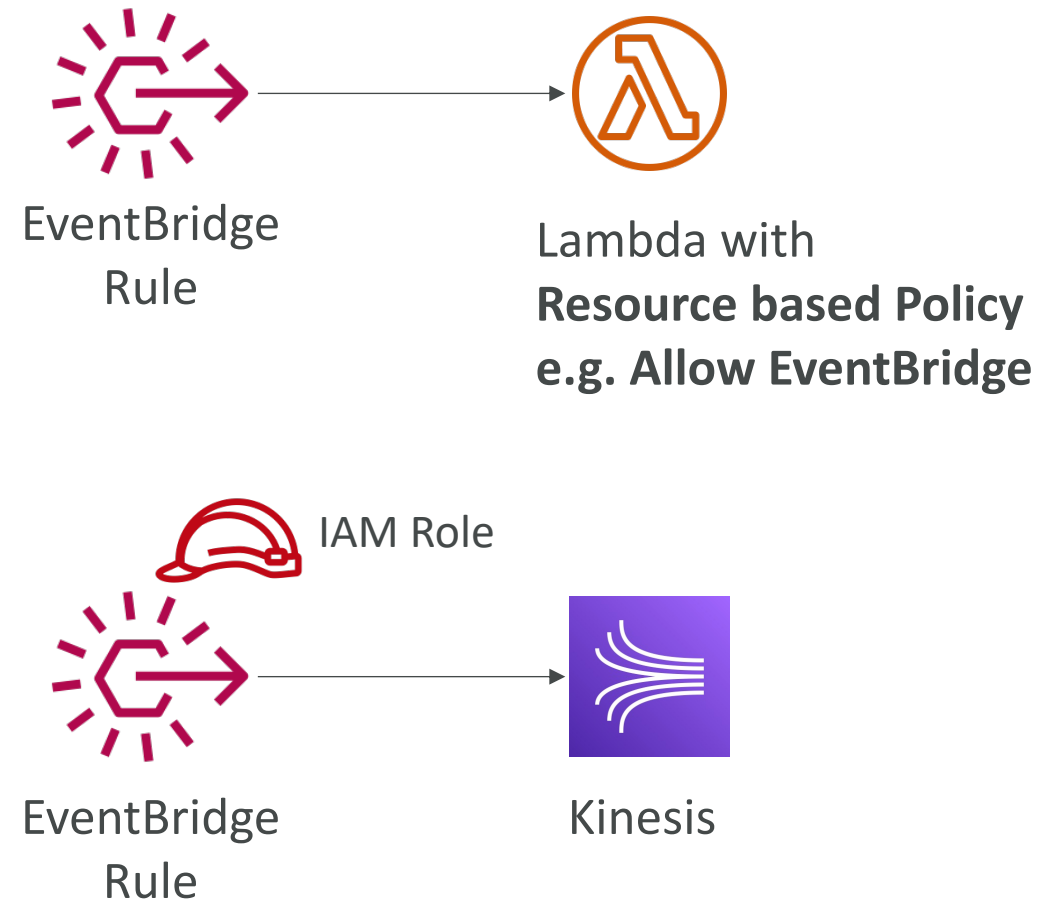 EventBridge
Rule
Lambda with
Resource based Policy
e.g. Allow EventBridge
IAM Role
EventBridge
Rule
Kinesis